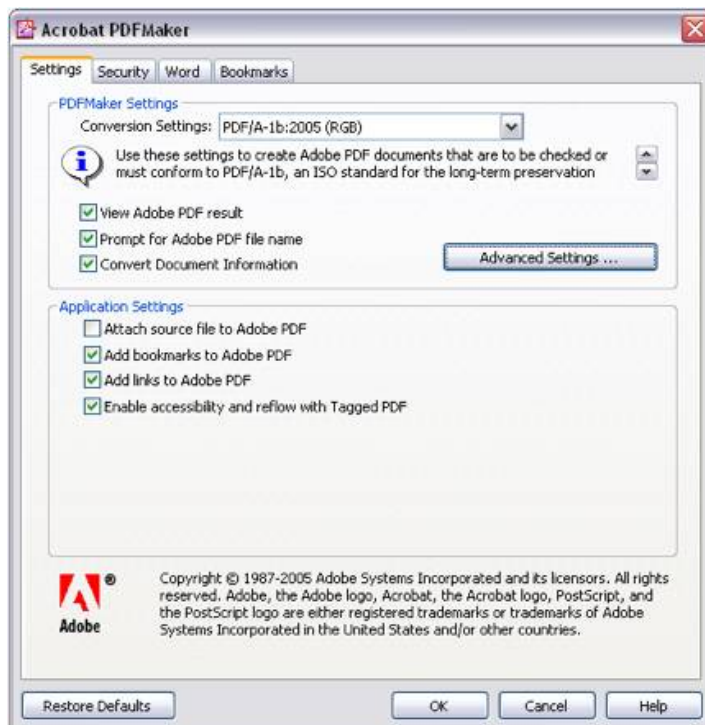 Acrobat PDFMaker
Settings Security Word Bookmarks
PDFMaker Settings
Conversion Settings: PDF/A-1b:2005 (RGB)
Use these settings to create Adobe PDF documents that are to be checked or
must conform to PDF/A-1b, an ISO standard for the long-term preservation
View Adobe PDF result
Prompt for Adobe PDF file name
Convert Document Information
Advanced Settings ...
Application Settings
Attach source file to Adobe PDF
Add bookmarks to Adobe PDF
Add links to Adobe PDF
Enable accessibility and reflow with Tagged PDF
Adobe
®
Copyright © 1987-2005 Adobe Systems Incorporated and its licensors. All rights
reserved. Adobe, the Adobe logo, Acrobat, the Acrobat logo, PostScript, and
the PostScript logo are either registered trademarks or trademarks of Adobe
Systems Incorporated in the United States and/or other countries.
Restore Defaults OK Cancel Help